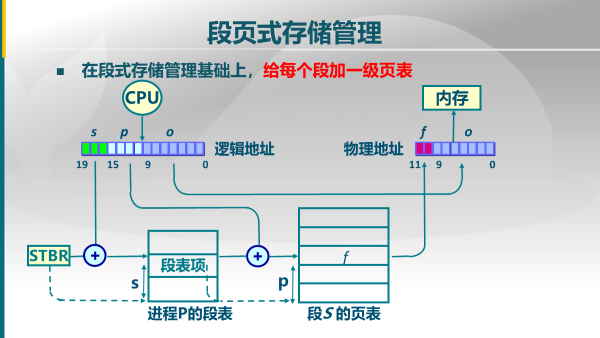 段页式存储管理
在段式存储管理基础上，给每个段加一级页表
CPU
内存
s p o
f o
逻辑地址
物理地址
19 15 9 0
11 9 0
STBR
+
+
段表项
f
s
p
进程P的段表
段S的页表